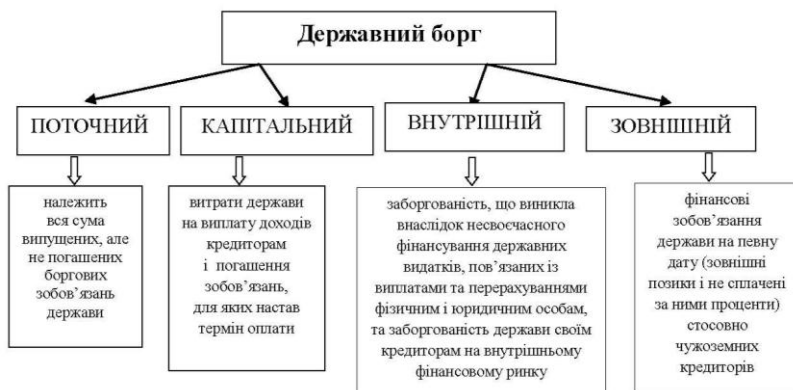 Державний борг
ПОТОЧНИЙ
КАПІТАЛЬНИЙ
ВНУТРІШНІЙ
ЗОВНІШНІЙ
належить
вся сума
випущених, але
не погашених
боргових
зобов’язань
держави
витрати держави
на виплату доходів
кредиторам
і погашення
зобов’язань,
для яких настав
термін оплати
заборгованість, що виникла
внаслідок несвоєчасного
фінансування державних
видатків, пов’язаних із
виплатами та перерахуваннями
фізичним і юридичним особам,
та заборгованість держави своїм
кредиторам на внутрішньому
фінансовому ринку
фінансові
зобов’язання
держави на певну
дату (зовнішні
позики і не сплачені
за ними проценти)
стосовно
чужоземних
кредиторів